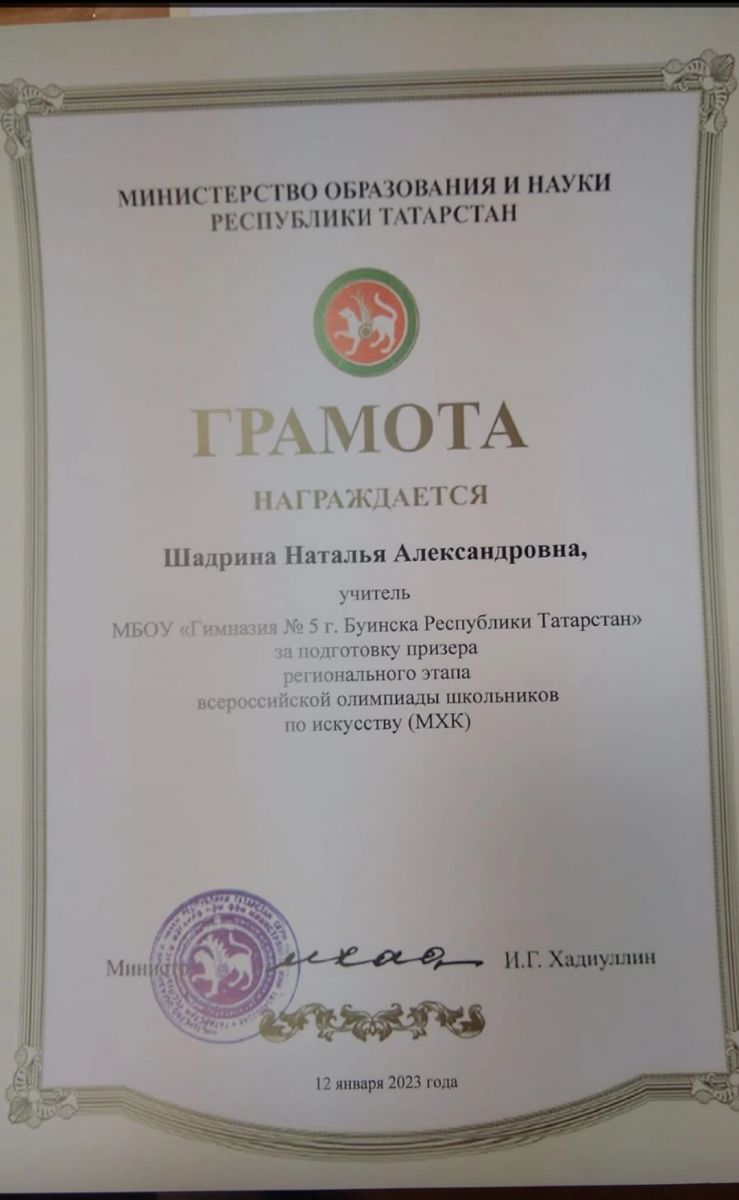 МИНИСТЕРСТВО ОБРАЗОВАНИЯ И НАУКИ
РЕСПУБЛИКИ ТАТАРСТАН
ГРАМОТА
НАГРАЖДАЕТСЯ
Шадрина Наталья Александровна,
учитель
МБОУ «Гимназия № 5 г. Буинска Республики Татарстан»
за подготовку призера
регионального этапа
всероссийской олимпиады школьников
по искусству (МХК)
Министр И.Г. Хадиуллин
12 января 2023 года